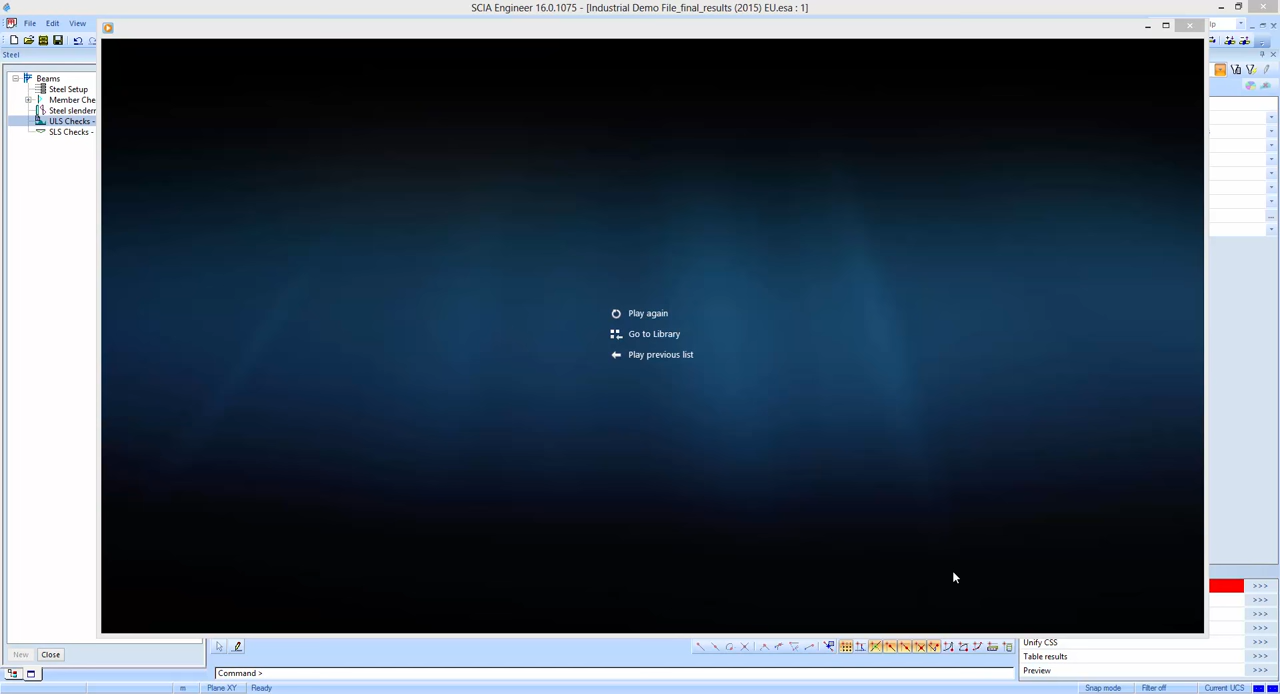 SCIA Engineer 16.0.1075 - [Industrial Demo File_final_results (2015) EU.esa : 1]
File Edit View
lp
Steel
Beams
Steel Setup
Member Che
Steel slendern
ULS Checks -
SLS Checks -
Play again
Go to Library
Play previous list
>>>
>>>
>>>
>>>
Unify CSS >>>
Table results >>>
Preview >>>
New Close
Command >
m Plane XY Ready Snap mode Filter off Current UCS